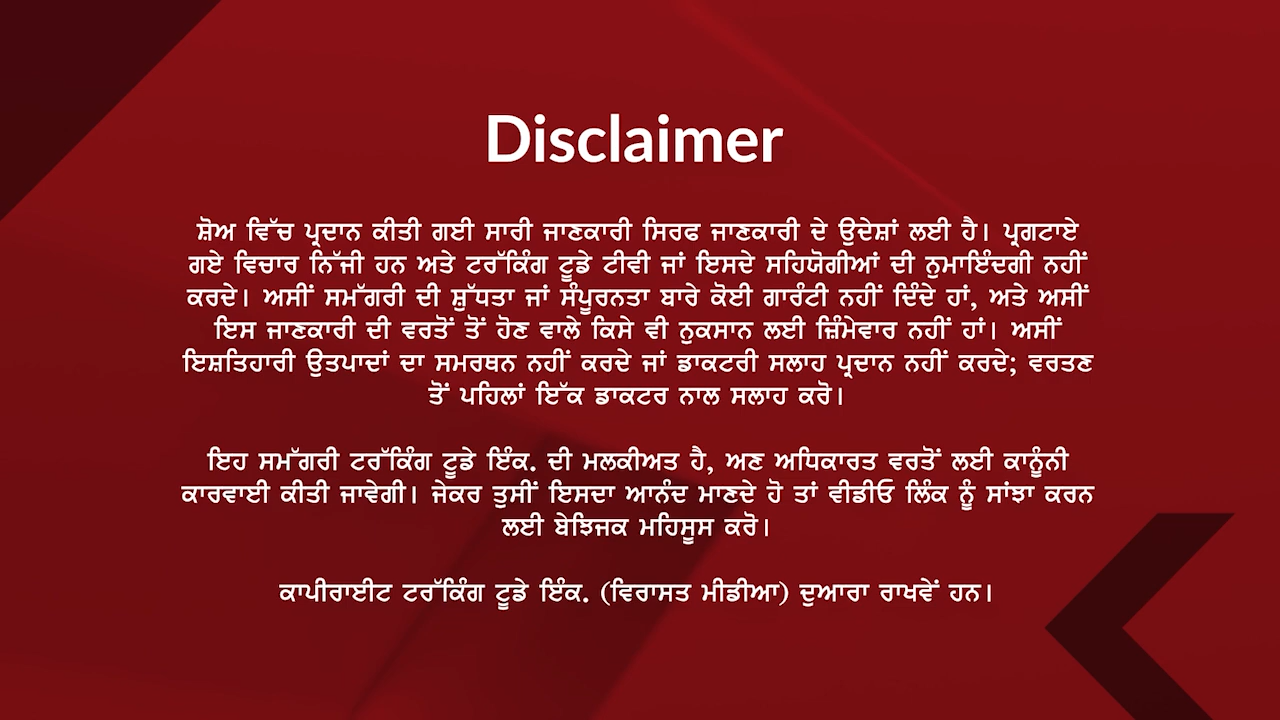 Disclaimer
ਸ਼ੋਅ ਵਿੱਚ ਪ੍ਰਦਾਨ ਕੀਤੀ ਗਈ ਸਾਰੀ ਜਾਣਕਾਰੀ ਸਿਰਫ ਜਾਣਕਾਰੀ ਦੇ ਉਦੇਸ਼ਾਂ ਲਈ ਹੈ। ਪ੍ਰਗਟਾਏ
ਗਏ ਵਿਚਾਰ ਨਿੱਜੀ ਹਨ ਅਤੇ ਟਰੱਕਿੰਗ ਟੂਡੇ ਟੀਵੀ ਜਾਂ ਇਸਦੇ ਸਹਿਯੋਗੀਆਂ ਦੀ ਨੁਮਾਇੰਦਗੀ ਨਹੀਂ
ਕਰਦੇ। ਅਸੀਂ ਸਮੱਗਰੀ ਦੀ ਸ਼ੁੱਧਤਾ ਜਾਂ ਸੰਪੂਰਨਤਾ ਬਾਰੇ ਕੋਈ ਗਾਰੰਟੀ ਨਹੀਂ ਦਿੰਦੇ ਹਾਂ, ਅਤੇ ਅਸੀਂ
ਇਸ ਜਾਣਕਾਰੀ ਦੀ ਵਰਤੋਂ ਤੋਂ ਹੋਣ ਵਾਲੇ ਕਿਸੇ ਵੀ ਨੁਕਸਾਨ ਲਈ ਜ਼ਿੰਮੇਵਾਰ ਨਹੀਂ ਹਾਂ। ਅਸੀਂ
ਇਸ਼ਤਿਹਾਰੀ ਉਤਪਾਦਾਂ ਦਾ ਸਮਰਥਨ ਨਹੀਂ ਕਰਦੇ ਜਾਂ ਡਾਕਟਰੀ ਸਲਾਹ ਪ੍ਰਦਾਨ ਨਹੀਂ ਕਰਦੇ; ਵਰਤਣ
ਤੋਂ ਪਹਿਲਾਂ ਇੱਕ ਡਾਕਟਰ ਨਾਲ ਸਲਾਹ ਕਰੋ।
ਇਹ ਸਮੱਗਰੀ ਟਰੱਕਿੰਗ ਟੂਡੇ ਇੰਕ. ਦੀ ਮਲਕੀਅਤ ਹੈ, ਅਣ ਅਧਿਕਾਰਤ ਵਰਤੋਂ ਲਈ ਕਾਨੂੰਨੀ
ਕਾਰਵਾਈ ਕੀਤੀ ਜਾਵੇਗੀ। ਜੇਕਰ ਤੁਸੀਂ ਇਸਦਾ ਆਨੰਦ ਮਾਣਦੇ ਹੋ ਤਾਂ ਵੀਡੀਓ ਲਿੰਕ ਨੂੰ ਸਾਂਝਾ ਕਰਨ
ਲਈ ਬੇਝਿਜਕ ਮਹਿਸੂਸ ਕਰੋ।
ਕਾਪੀਰਾਈਟ ਟਰੱਕਿੰਗ ਟੂਡੇ ਇੰਕ. (ਵਿਰਾਸਤ ਮੀਡੀਆ) ਦੁਆਰਾ ਰਾਖਵੇਂ ਹਨ।